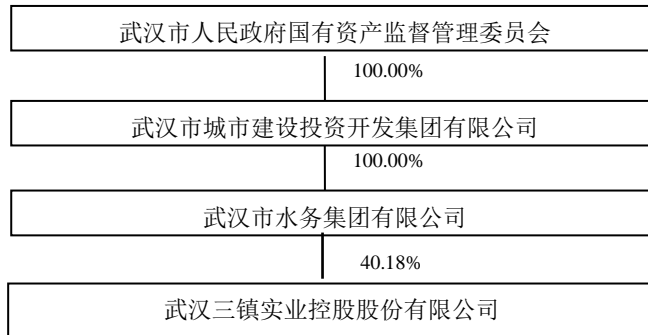 武汉市人民政府国有资产监督管理委员会
100.00%
武汉市城市建设投资开发集团有限公司
100.00%
武汉市水务集团有限公司
40.18%
武汉三镇实业控股股份有限公司